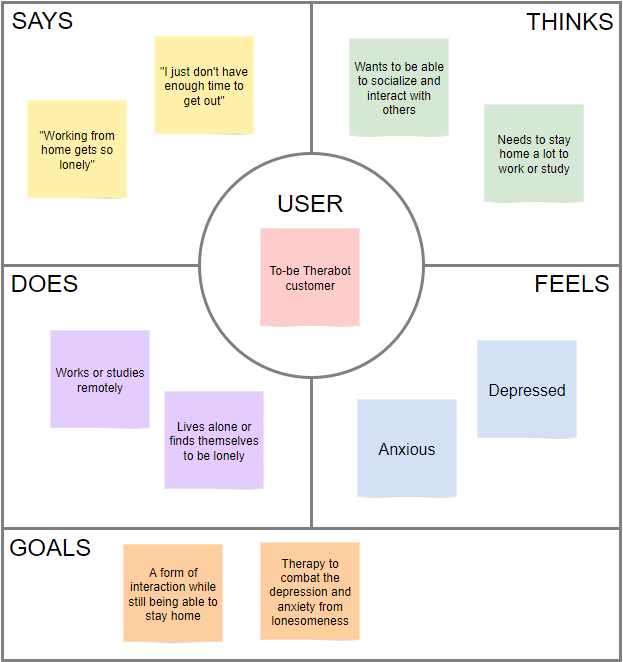 SAYS
"I just don't have
enough time to
get out"
"Working from
home gets so
lonely"
THINKS
Wants to be able
to socialize and
interact with
others
Needs to stay
home a lot to
work or study
USER
To-be Therabot
customer
DOES
Works or studies
remotely
Lives alone or
finds themselves
to be lonely
FEELS
Depressed
Anxious
GOALS
A form of
interaction while
still being able to
stay home
Therapy to
combat the
depression and
anxiety from
lonesomeness